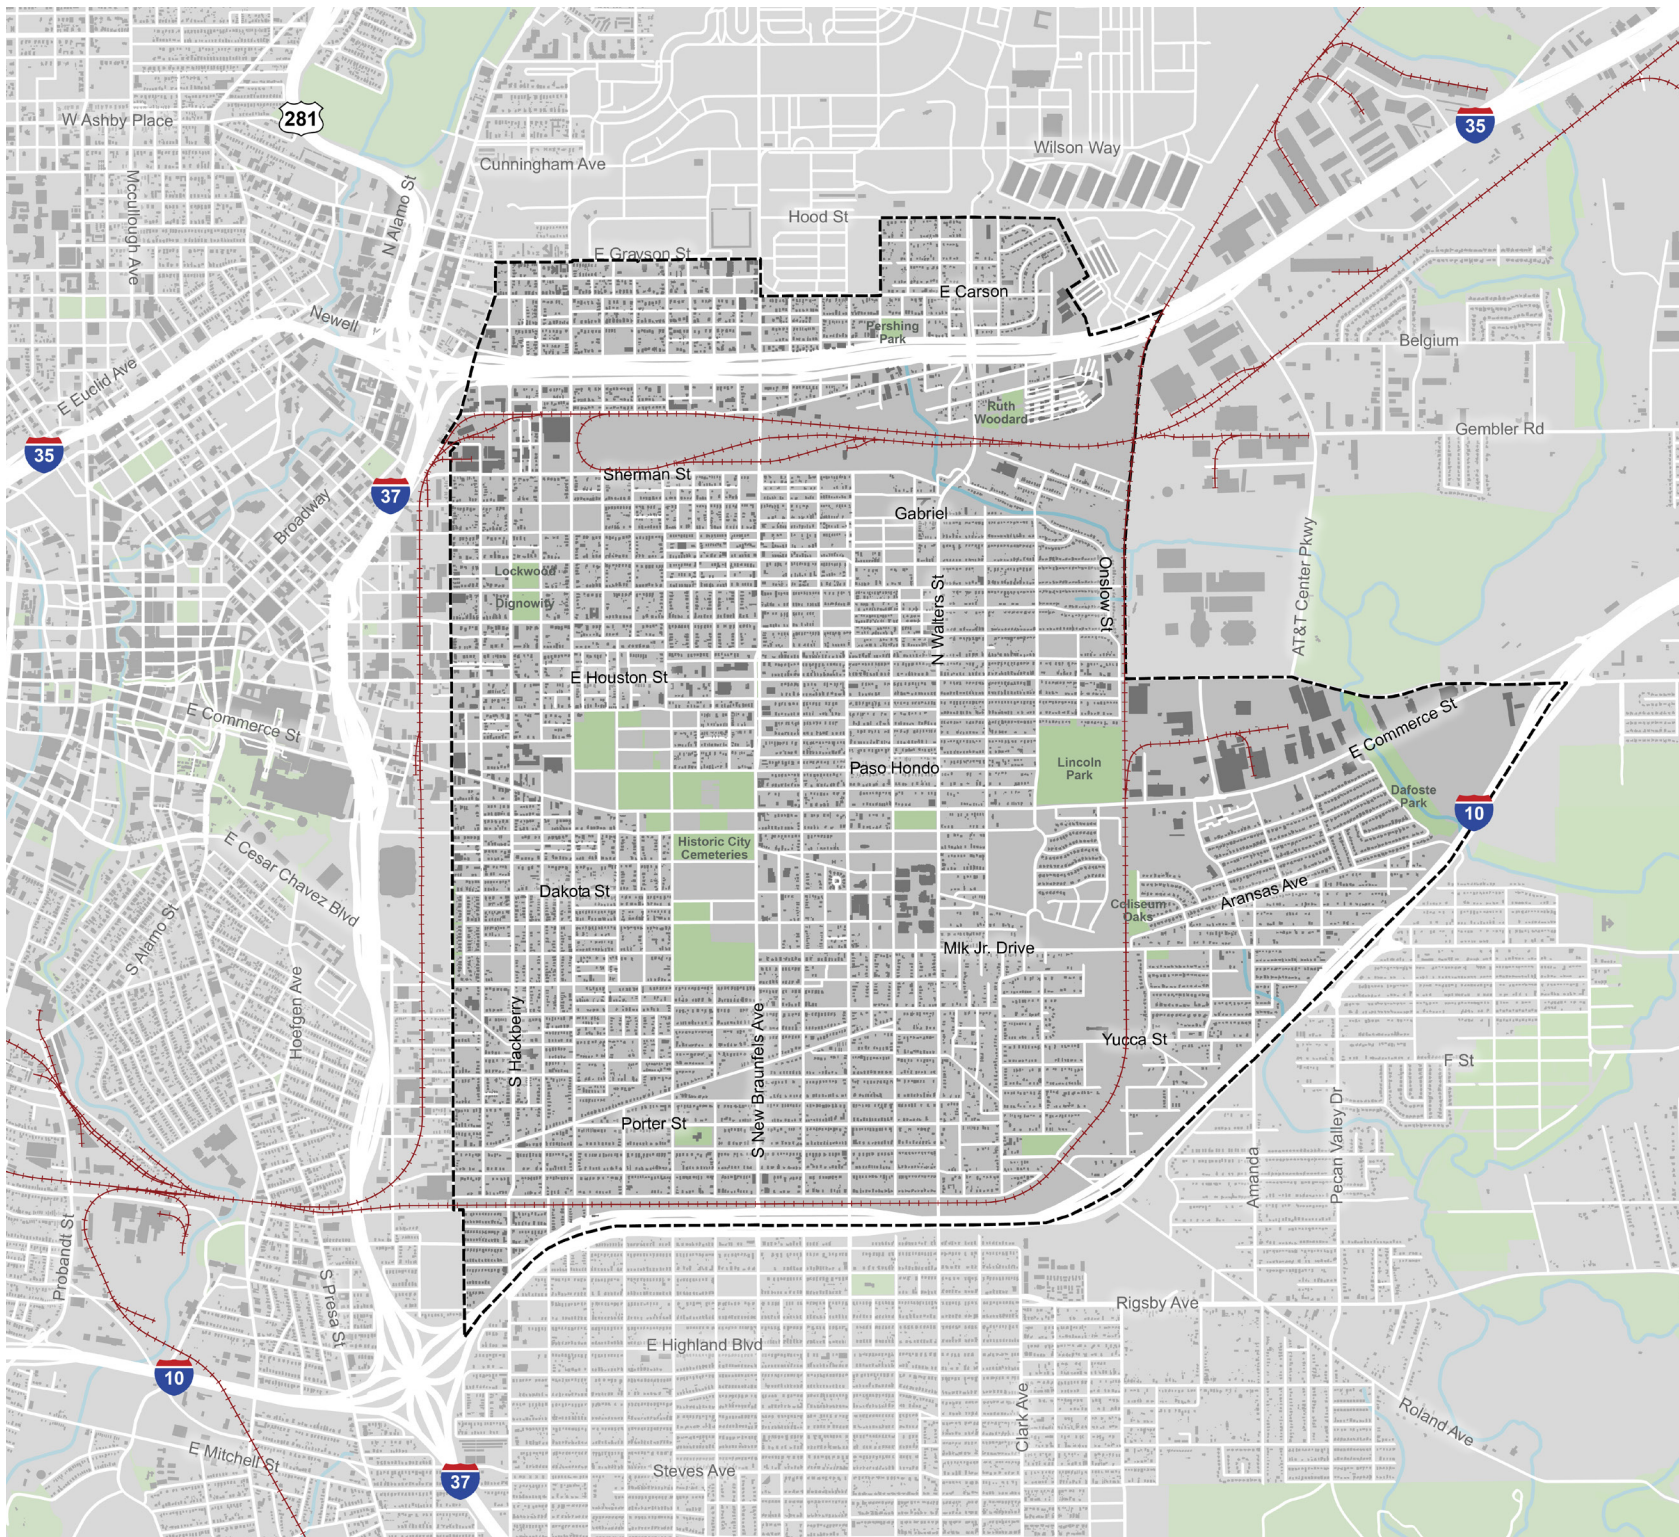 35
W Ashby Place
281
Wilson Way
Cunningham Ave
Mccullough Ave
N Alamo St
Hood St
E Grayson St
E Carson
Newell
Pershing
Park
Belgium
E Euclid Ave
Ruth
Woodard
Gembler Rd
35
Sherman St
37
Broadway
Gabriel
Lockwood
Dignowity
Onslow St
AT&T Center Pkwy
N Walters St
E Houston St
E Commerce St
E Commerce St
Paso Hondo
Lincoln
Park
Dafoste
Park
10
Historic City
Cemeteries
E Cesar Chavez Blvd
Dakota St
Aransas Ave
Coliseum
Oaks
S Alamo St
Mlk Jr. Drive
Hoefgen Ave
S Hackberry
S New Braunfels Ave
Yucca St
F St
Porter St
Pecan Valley Dr
Amanda
Probandt St
S Presa St
Rigsby Ave
E Highland Blvd
10
Clark Ave
Roland Ave
E Mitchell St
37
Steves Ave